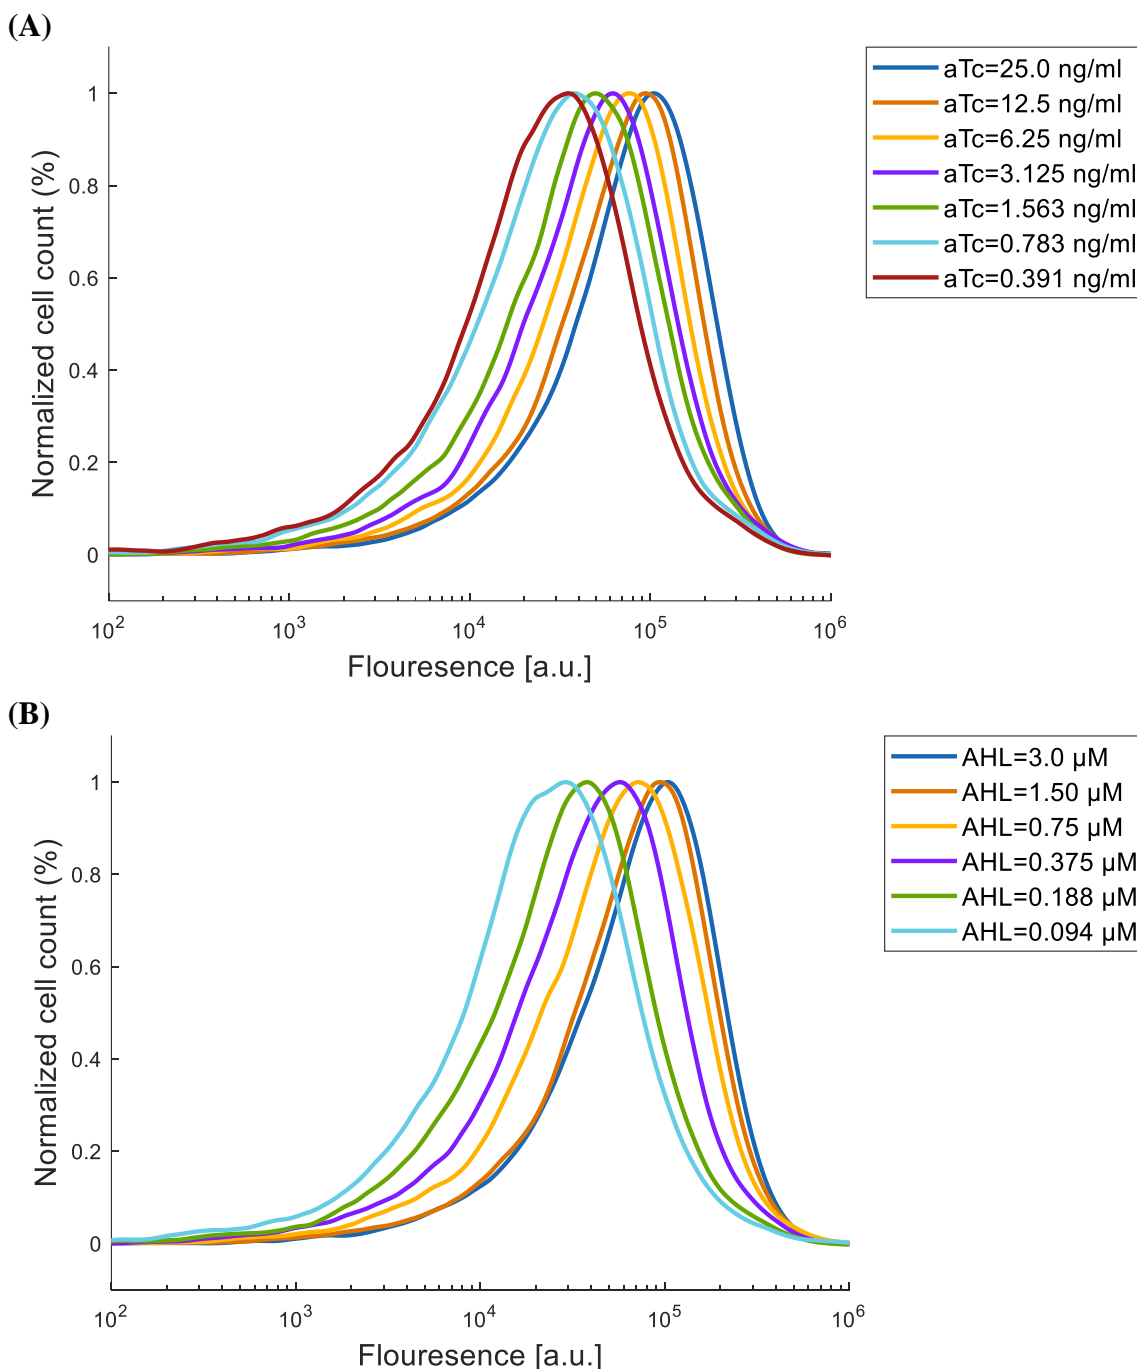 (A)
1
0.8
0.6
0.4
0.2
0
Normalized cell count (%)
10^2
10^3
10^4
10^5
10^6
Flouresence [a.u.]
aTc=25.0 ng/ml
aTc=12.5 ng/ml
aTc=6.25 ng/ml
aTc=3.125 ng/ml
aTc=1.563 ng/ml
aTc=0.783 ng/ml
aTc=0.391 ng/ml
(B)
1
0.8
0.6
0.4
0.2
0
Normalized cell count (%)
10^2
10^3
10^4
10^5
10^6
Flouresence [a.u.]
AHL=3.0 µM
AHL=1.50 µM
AHL=0.75 µM
AHL=0.375 µM
AHL=0.188 µM
AHL=0.094 µM